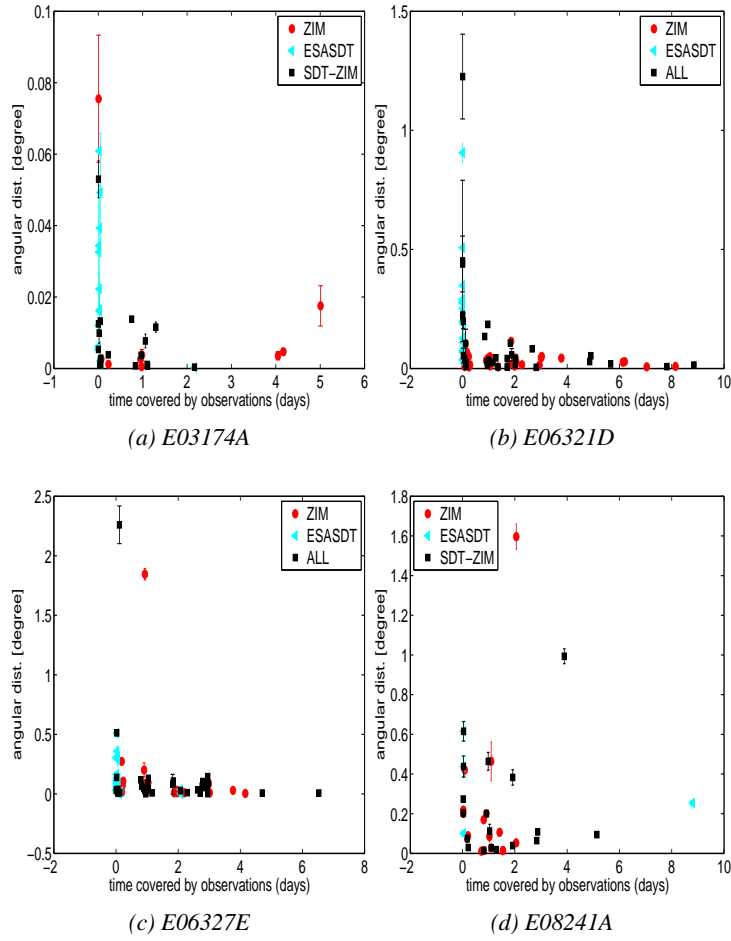 0.1
0.08
0.06
0.04
0.02
0
−1 0 1 2 3 4 5 6
angular dist. [degree]
time covered by observations (days)
ZIM
ESASDT
SDT−ZIM
(a) E03174A
1.5
1
0.5
0
−2 0 2 4 6 8 10
angular dist. [degree]
time covered by observations (days)
ZIM
ESASDT
ALL
(b) E06321D
2.5
2
1.5
1
0.5
0
−0.5
−2 0 2 4 6 8
angular dist. [degree]
time covered by observations (days)
ZIM
ESASDT
ALL
(c) E06327E
1.8
1.6
1.4
1.2
1
0.8
0.6
0.4
0.2
0
−2 0 2 4 6 8 10
angular dist. [degree]
time covered by observations (days)
ZIM
ESASDT
SDT−ZIM
(d) E08241A